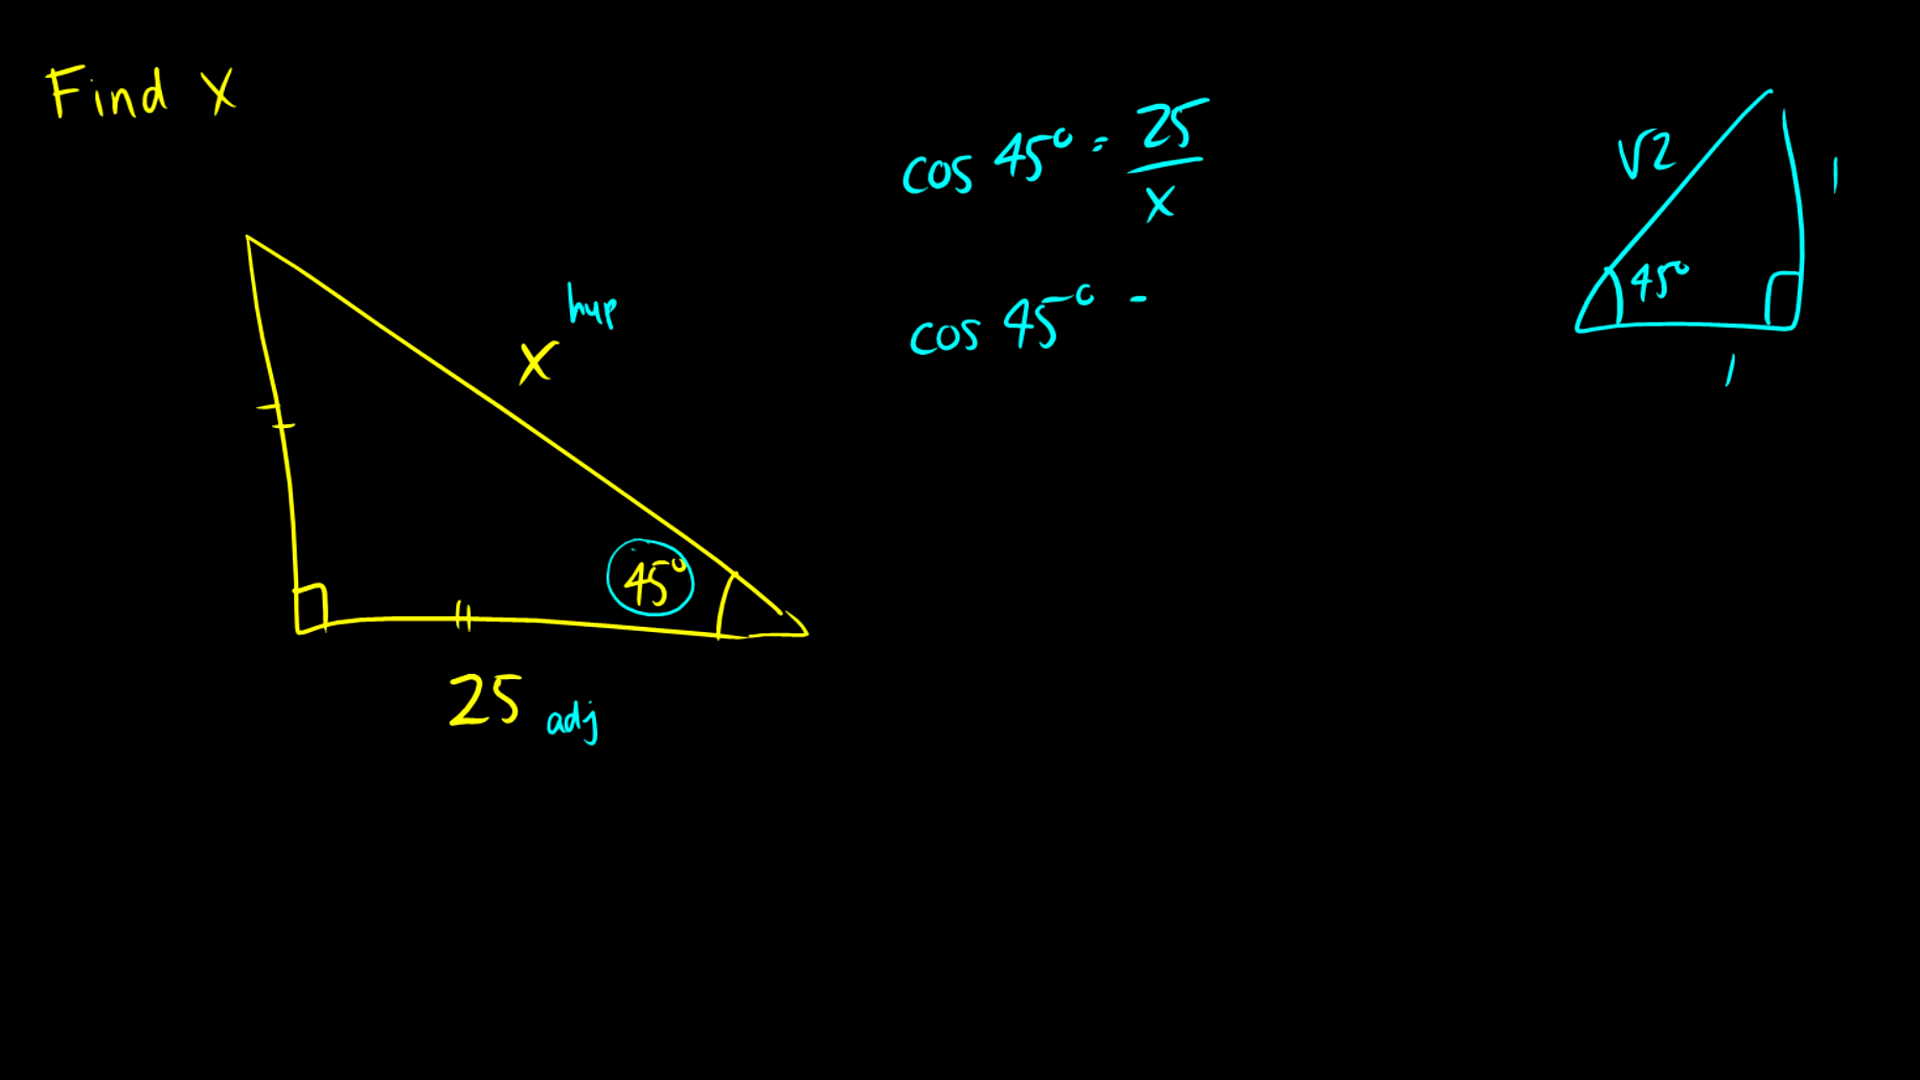 Find x
cos 45° = 25/x
cos 45° =
x hyp
45°
25 adj
√2
1
45°
1